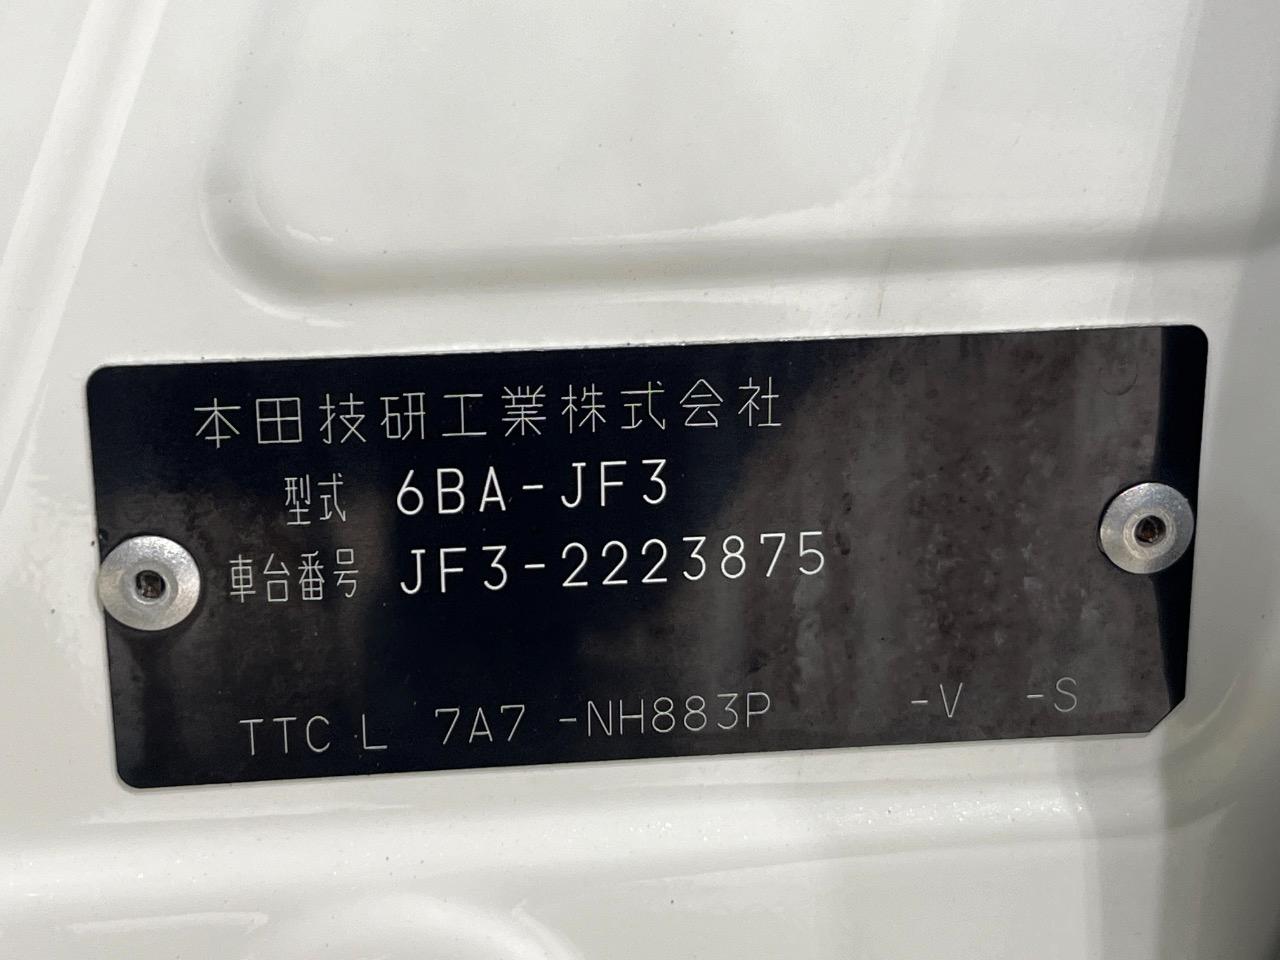 本田技研工業株式会社
型式 6BA-JF3
車台番号 JF3-2223875
TTC L 7A7 -NH883P -V -S